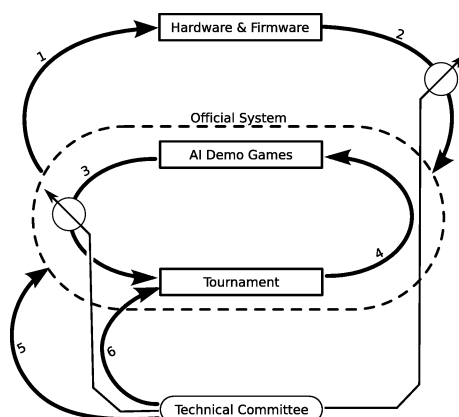 Hardware & Firmware
1
2
Official System
AI Demo Games
3
4
Tournament
5
6
Technical Committee